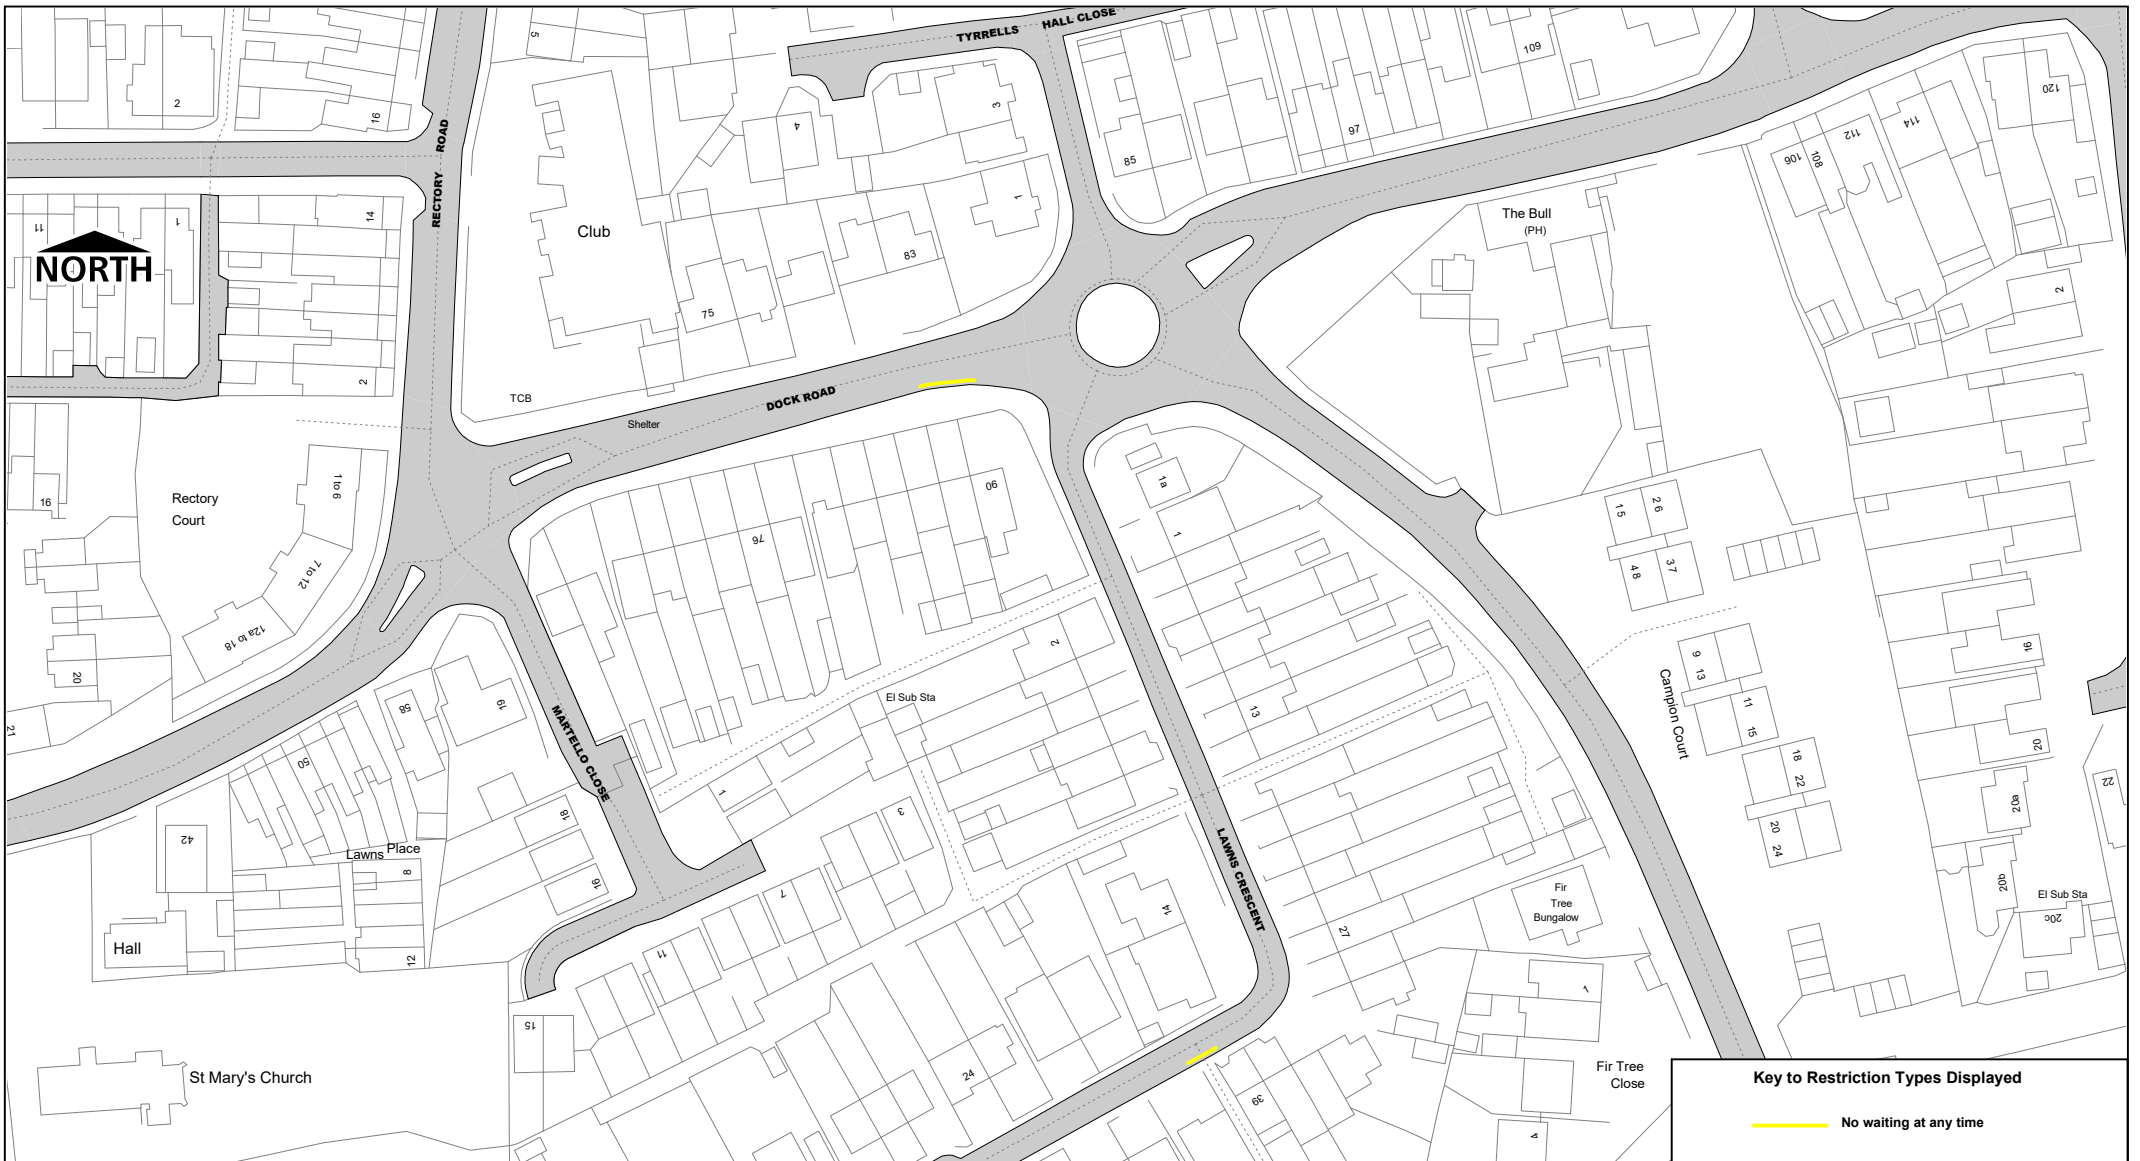 TYRRELLS HALL CLOSE
5
109
2
16
120
3
4
97
114
112
106
108
85
RECTORY ROAD
11
1
14
1
The Bull
(PH)
Club
83
NORTH
75
2
2
TCB
DOCK ROAD
Shelter
1a
90
1 to 6
16
Rectory
Court
15
26
1
76
7 to 12
48
37
12a to 18
2
16
9
13
20
El Sub Sta
Campion Court
11
15
58
19
13
21
MARTELLO CLOSE
20
50
18
22
22
1
3
20a
18
20
24
42
LAWNS CRESCENT
Lawns Place
8
16
7
20b
Fir
Tree
Bungalow
El Sub Sta
14
20c
27
Hall
11
12
1
15
St Mary's Church
24
Fir Tree
Close
39
4
Key to Restriction Types Displayed
No waiting at any time